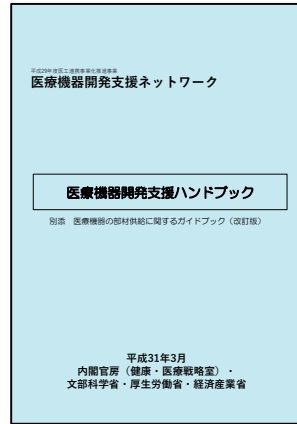 平成29年度医工連携事業化推進事業
医療機器開発支援ネットワーク
医療機器開発支援ハンドブック
別添 医療機器の部材供給に関するガイドブック(改訂版)
平成31年3月
内閣官房(健康・医療戦略室)・
文部科学省・厚生労働省・経済産業省